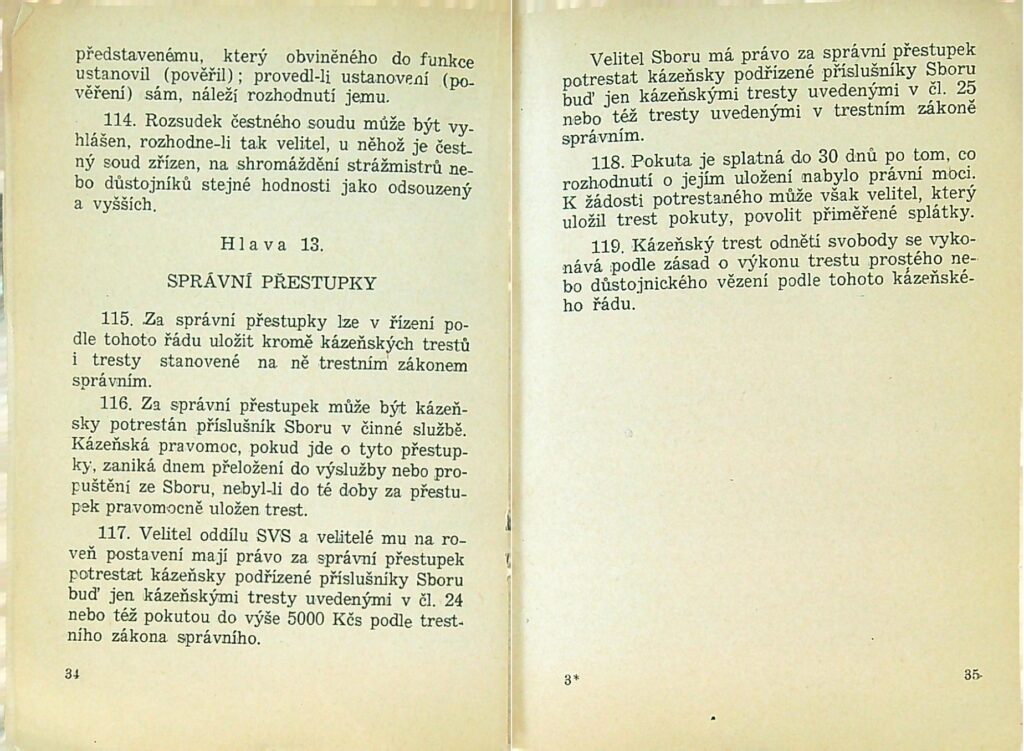 představenému, který obviněného do funkce
ustanovil (pověřil); provedl-li ustanovení (po-
věření) sám, náleží rozhodnutí jemu.
114. Rozsudek čestného soudu může být vy-
hlášen, rozhodne-li tak velitel, u něhož je čest-
ný soud zřízen, na shromáždění strážmistrů ne-
bo důstojníků stejné hodnosti jako odsouzený
a vyšších.
Hlava 13.
SPRÁVNÍ PŘESTUPKY
115. Za správní přestupky lze v řízení po-
dle tohoto řádu uložit kromě kázeňských trestů
i tresty stanovené na ně trestním zákonem
správním.
116. Za správní přestupek může být kázeň-
sky potrestán příslušník Sboru v činné službě.
Kázeňská pravomoc, pokud jde o tyto přestup-
ky, zaniká dnem přeložení do výslužby nebo pro-
puštění ze Sboru, nebyl-li do té doby za přestu-
pek pravomocně uložen trest.
117. Velitel oddílu SVS a velitelé mu na ro-
veň postavení mají právo za správní přestupek
potrestat kázeňsky podřízené příslušníky Sboru
buď jen kázeňskými tresty uvedenými v čl. 24
nebo též pokutou do výše 5000 Kčs podle trest-
ního zákona správního.
34
Velitel Sboru má právo za správní přestupek
potrestat kázeňsky podřízené příslušníky Sboru
buď jen kázeňskými tresty uvedenými v čl. 25
nebo též tresty uvedenými v trestním zákoně
správním.
118. Pokuta je splatná do 30 dnů po tom, co
rozhodnutí o jejím uložení nabylo právní moci.
K žádosti potrestaného může však velitel, který
uložil trest pokuty, povolit přiměřené splátky.
119. Kázeňský trest odnětí svobody se vyko-
nává podle zásad o výkonu trestu prostého ne-
bo důstojnického vězení podle tohoto kázeňské-
ho řádu.
3*
35